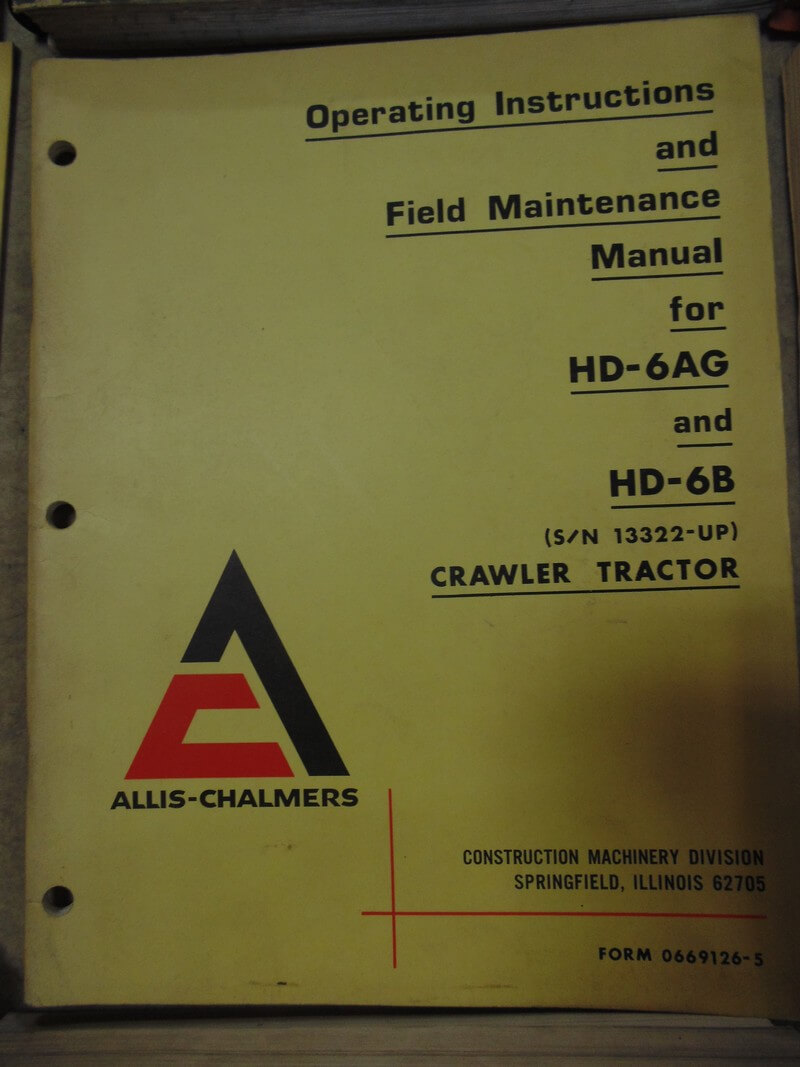 Operating Instructions
and
Field Maintenance
Manual
for
HD-6AG
and
HD-6B
(S/N 13322-UP)
CRAWLER TRACTOR
ALLIS-CHALMERS
CONSTRUCTION MACHINERY DIVISION
SPRINGFIELD, ILLINOIS 62705
FORM 0669126-5